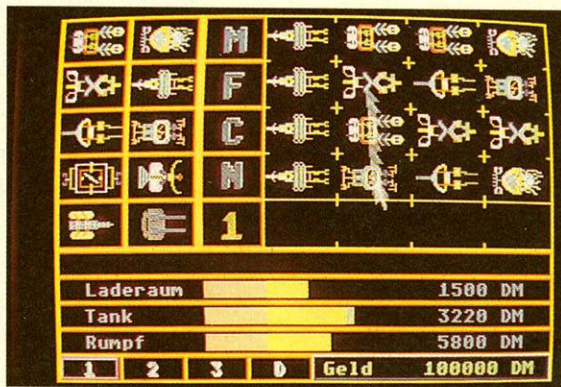 M
F
C
N
1
Laderaum 1500 DM
Tank 3220 DM
Rumpf 5800 DM
1 2 3 D Geld 100000 DM